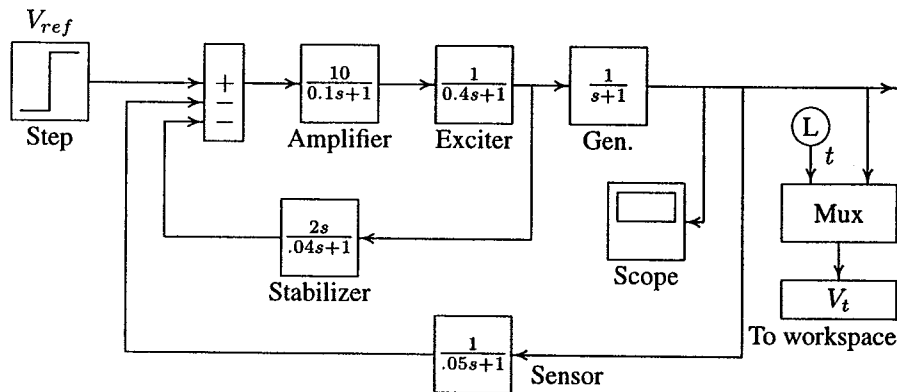 V_ref
Step
+
−
−
10
0.1s+1
Amplifier
1
0.4s+1
Exciter
1
s+1
Gen.
L
t
Mux
V_t
To workspace
Scope
2s
.04s+1
Stabilizer
1
.05s+1
Sensor